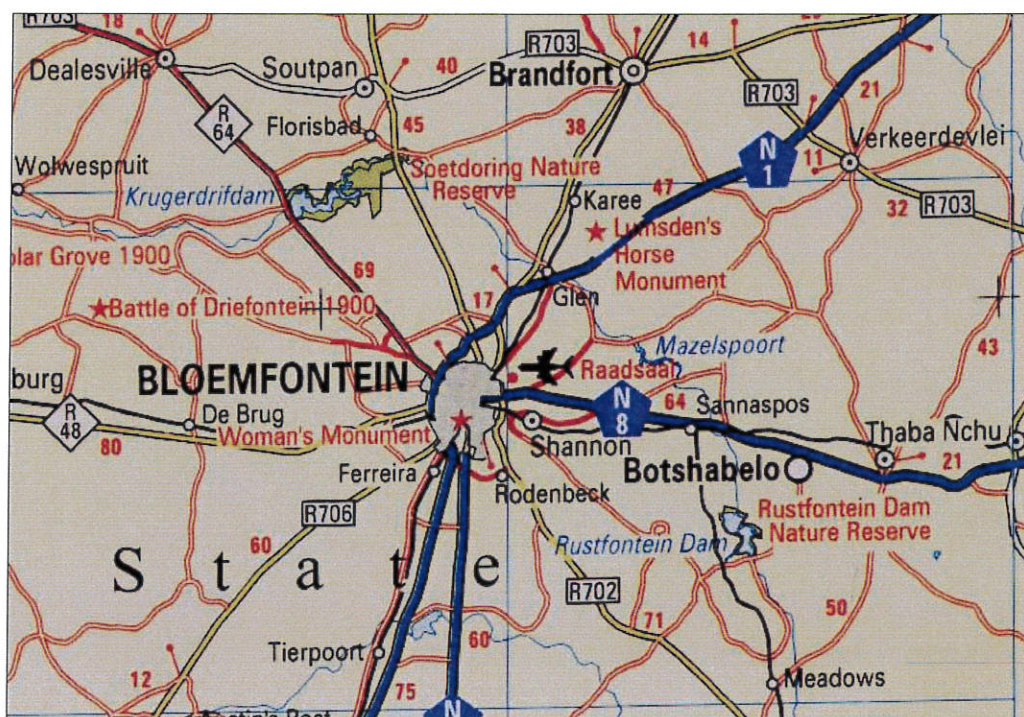 R703
18
Dealesville
Soutpan
40
R703
Brandfort
14
R703
21
R
64
Florisbad
45
38
Verkeerdevlei
N
1
11
Wolwespruit
Krugerdrifdam
Soetdoring Nature
Reserve
47
Karee
32
R703
Lumsden's
Horse
Monument
olar Grove 1900
69
Battle of Driefontein 1900
17
Glen
Mazelspoort
43
BLOEMFONTEIN
Raadsaal
burg
R
48
De Brug
N
8
64
Sannaspos
80
Woman's Monument
Shannon
Thaba Nchu
Ferreira
Botshabelo
21
Rodenbeck
R706
Rustfontein Dam
Nature Reserve
60
Rustfontein Dam
State
R702
50
71
60
Tierpoort
12
75
Meadows
N